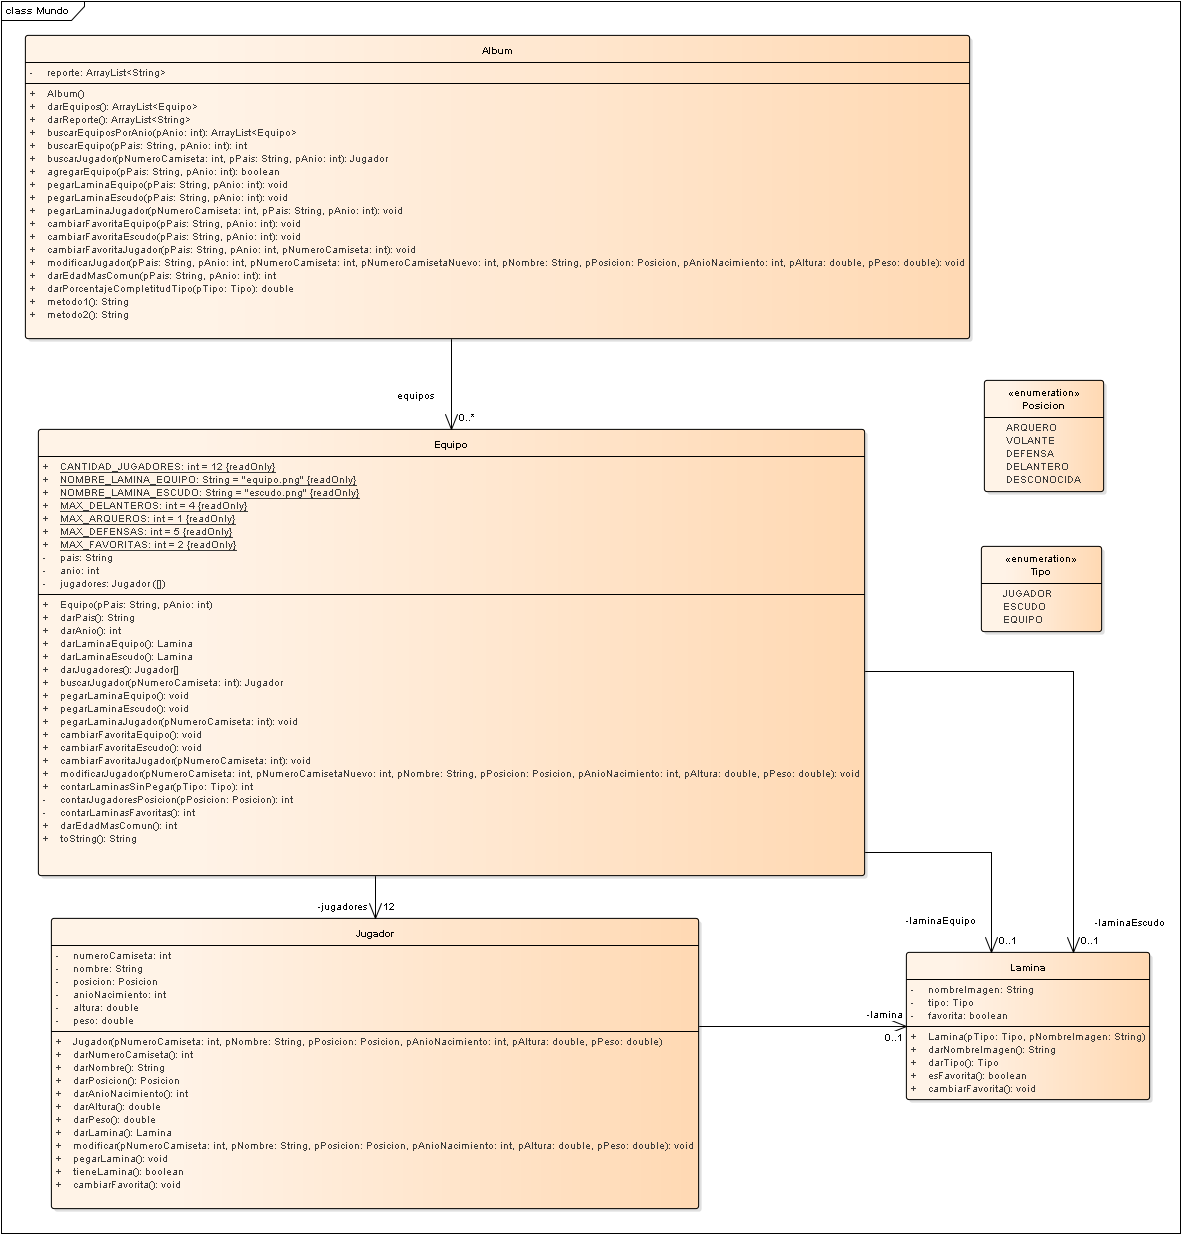 class Mundo
Album
- reporte: ArrayList<String>
+ Album()
+ darEquipos(): ArrayList<Equipo>
+ darReporte(): ArrayList<String>
+ buscarEquiposPorAnio(pAnio: int): ArrayList<Equipo>
+ buscarEquipo(pPais: String, pAnio: int): int
+ buscarJugador(pNumeroCamiseta: int, pPais: String, pAnio: int): Jugador
+ agregarEquipo(pPais: String, pAnio: int): boolean
+ pegarLaminaEquipo(pPais: String, pAnio: int): void
+ pegarLaminaEscudo(pPais: String, pAnio: int): void
+ pegarLaminaJugador(pNumeroCamiseta: int, pPais: String, pAnio: int): void
+ cambiarFavoritaEquipo(pPais: String, pAnio: int): void
+ cambiarFavoritaEscudo(pPais: String, pAnio: int): void
+ cambiarFavoritaJugador(pPais: String, pAnio: int, pNumeroCamiseta: int): void
+ modificarJugador(pPais: String, pAnio: int, pNumeroCamiseta: int, pNumeroCamisetaNuevo: int, pNombre: String, pPosicion: Posicion, pAnioNacimiento: int, pAltura: double, pPeso: double): void
+ darEdadMasComun(pPais: String, pAnio: int): int
+ darPorcentajeCompletitudTipo(pTipo: Tipo): double
+ metodo1(): String
+ metodo2(): String
equipos
0..*
«enumeration»
Posicion
ARQUERO
VOLANTE
DEFENSA
DELANTERO
DESCONOCIDA
«enumeration»
Tipo
JUGADOR
ESCUDO
EQUIPO
Equipo
+ CANTIDAD_JUGADORES: int = 12 {readOnly}
+ NOMBRE_LAMINA_EQUIPO: String = "equipo.png" {readOnly}
+ NOMBRE_LAMINA_ESCUDO: String = "escudo.png" {readOnly}
+ MAX_DELANTEROS: int = 4 {readOnly}
+ MAX_ARQUEROS: int = 1 {readOnly}
+ MAX_DEFENSAS: int = 5 {readOnly}
+ MAX_FAVORITAS: int = 2 {readOnly}
- pais: String
- anio: int
- jugadores: Jugador ([])
+ Equipo(pPais: String, pAnio: int)
+ darPais(): String
+ darAnio(): int
+ darLaminaEquipo(): Lamina
+ darLaminaEscudo(): Lamina
+ darJugadores(): Jugador[]
+ buscarJugador(pNumeroCamiseta: int): Jugador
+ pegarLaminaEquipo(): void
+ pegarLaminaEscudo(): void
+ pegarLaminaJugador(pNumeroCamiseta: int): void
+ cambiarFavoritaEquipo(): void
+ cambiarFavoritaEscudo(): void
+ cambiarFavoritaJugador(pNumeroCamiseta: int): void
+ modificarJugador(pNumeroCamiseta: int, pNumeroCamisetaNuevo: int, pNombre: String, pPosicion: Posicion, pAnioNacimiento: int, pAltura: double, pPeso: double): void
+ contarLaminasSinPegar(pTipo: Tipo): int
- contarJugadoresPosicion(pPosicion: Posicion): int
- contarLaminasFavoritas(): int
+ darEdadMasComun(): int
+ toString(): String
-jugadores
12
-laminaEquipo
0..1
-laminaEscudo
0..1
Jugador
- numeroCamiseta: int
- nombre: String
- posicion: Posicion
- anioNacimiento: int
- altura: double
- peso: double
+ Jugador(pNumeroCamiseta: int, pNombre: String, pPosicion: Posicion, pAnioNacimiento: int, pAltura: double, pPeso: double)
+ darNumeroCamiseta(): int
+ darNombre(): String
+ darPosicion(): Posicion
+ darAnioNacimiento(): int
+ darAltura(): double
+ darPeso(): double
+ darLamina(): Lamina
+ modificar(pNumeroCamiseta: int, pNombre: String, pPosicion: Posicion, pAnioNacimiento: int, pAltura: double, pPeso: double): void
+ pegarLamina(): void
+ tieneLamina(): boolean
+ cambiarFavorita(): void
-lamina
0..1
Lamina
- nombreImagen: String
- tipo: Tipo
- favorita: boolean
+ Lamina(pTipo: Tipo, pNombreImagen: String)
+ darNombreImagen(): String
+ darTipo(): Tipo
+ esFavorita(): boolean
+ cambiarFavorita(): void